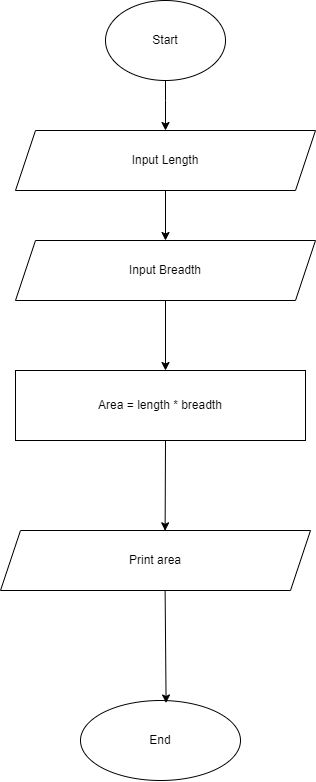 Start
Input Length
Input Breadth
Area = length * breadth
Print area
End